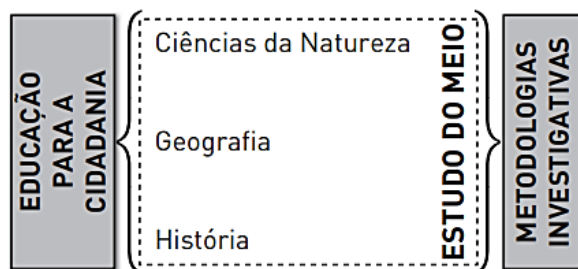 EDUCAÇÃO
PARA A
CIDADANIA
Ciências da Natureza
Geografia
História
ESTUDO DO MEIO
METODOLOGIAS
INVESTIGATIVAS